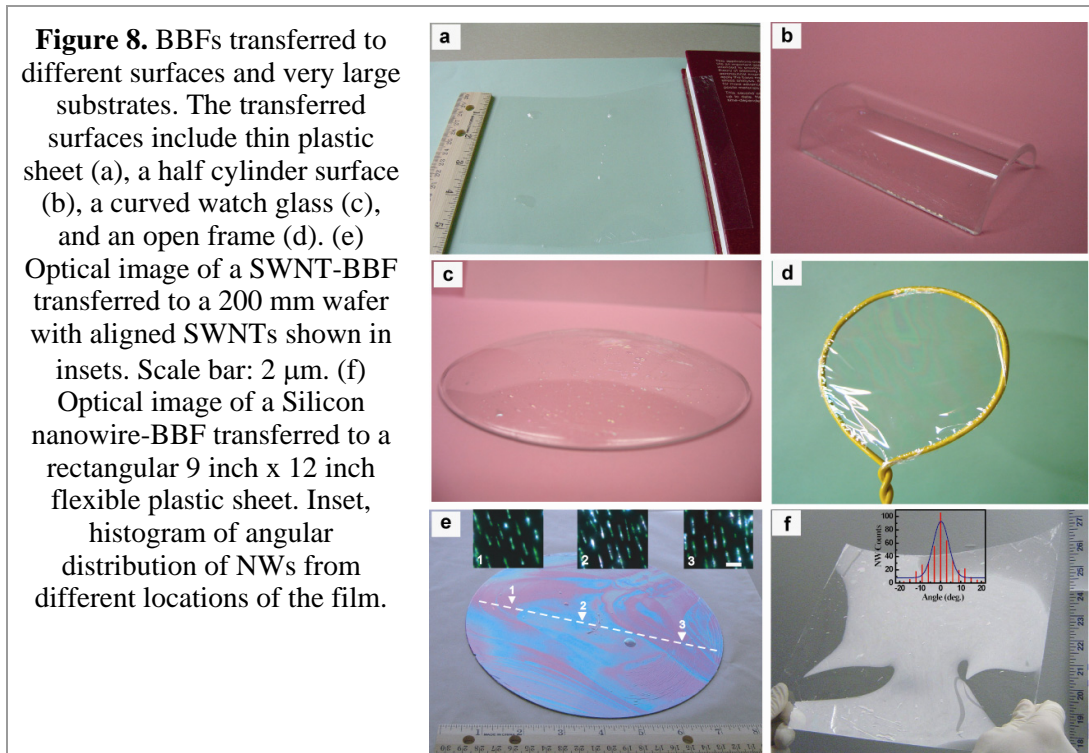 Figure 8. BBFs transferred to
different surfaces and very large
substrates. The transferred
surfaces include thin plastic
sheet (a), a half cylinder surface
(b), a curved watch glass (c),
and an open frame (d). (e)
Optical image of a SWNT-BBF
transferred to a 200 mm wafer
with aligned SWNTs shown in
insets. Scale bar: 2 μm. (f)
Optical image of a Silicon
nanowire-BBF transferred to a
rectangular 9 inch x 12 inch
flexible plastic sheet. Inset,
histogram of angular
distribution of NWs from
different locations of the film.
a
b
c
d
e
1
2
3
1
2
3
f
NW Counts
100
80
60
40
20
0
-20 -10 0 10 20
Angle (deg.)